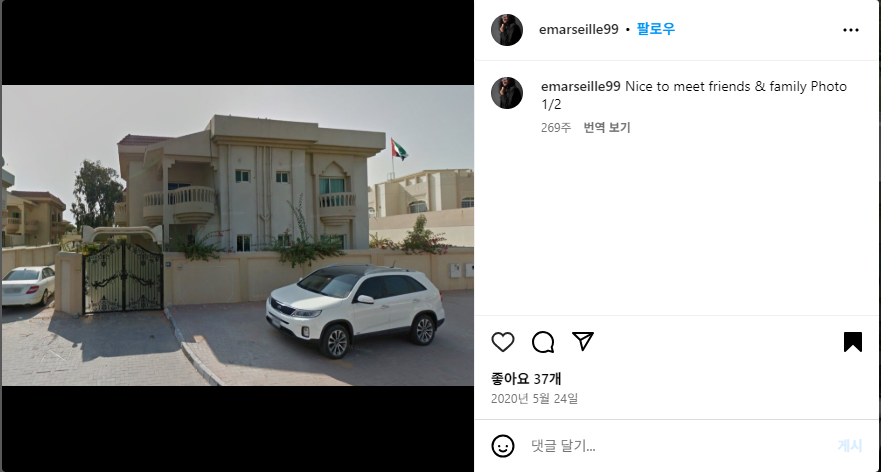 emarseille99 • 팔로우
emarseille99 Nice to meet friends & family Photo
1/2
269주 번역 보기
좋아요 37개
2020년 5월 24일
댓글 달기...
게시